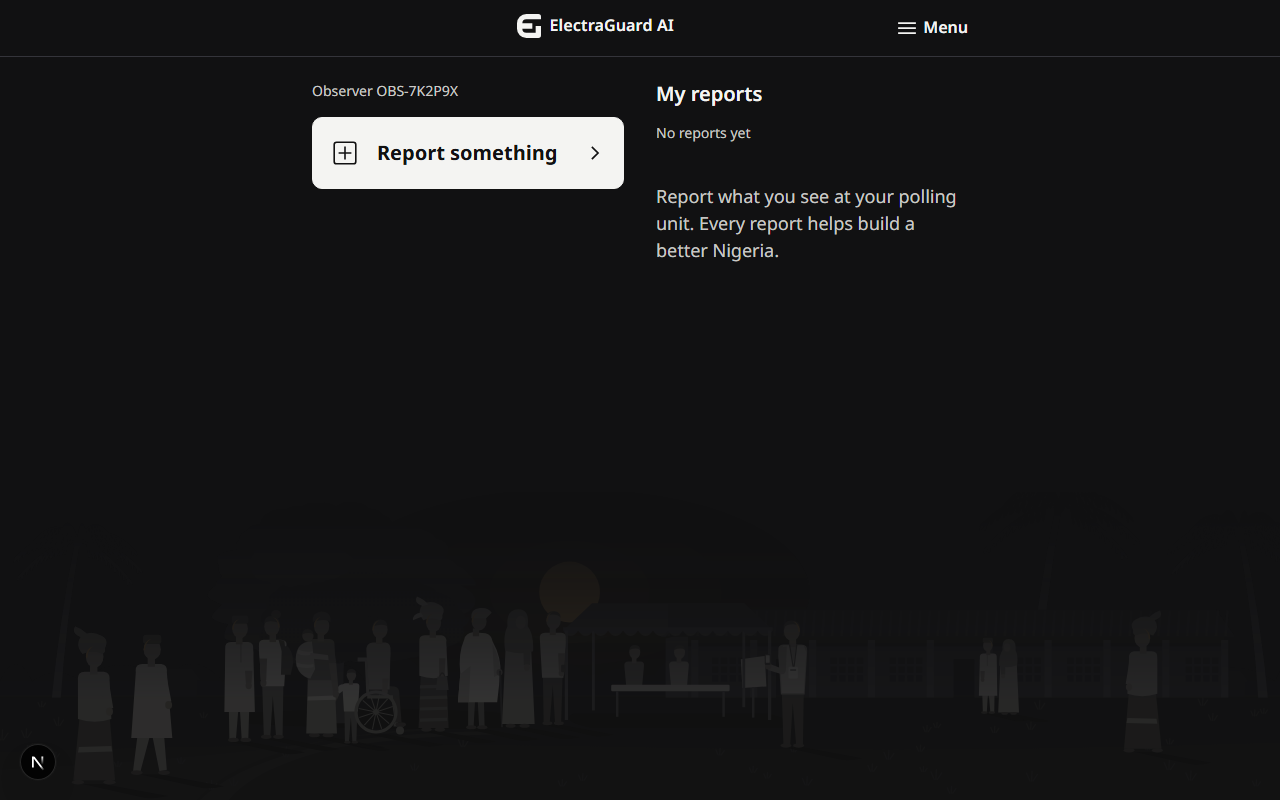 ElectraGuard AI
Menu
Observer OBS-7K2P9X
Report something
My reports
No reports yet
Report what you see at your polling
unit. Every report helps build a
better Nigeria.
N